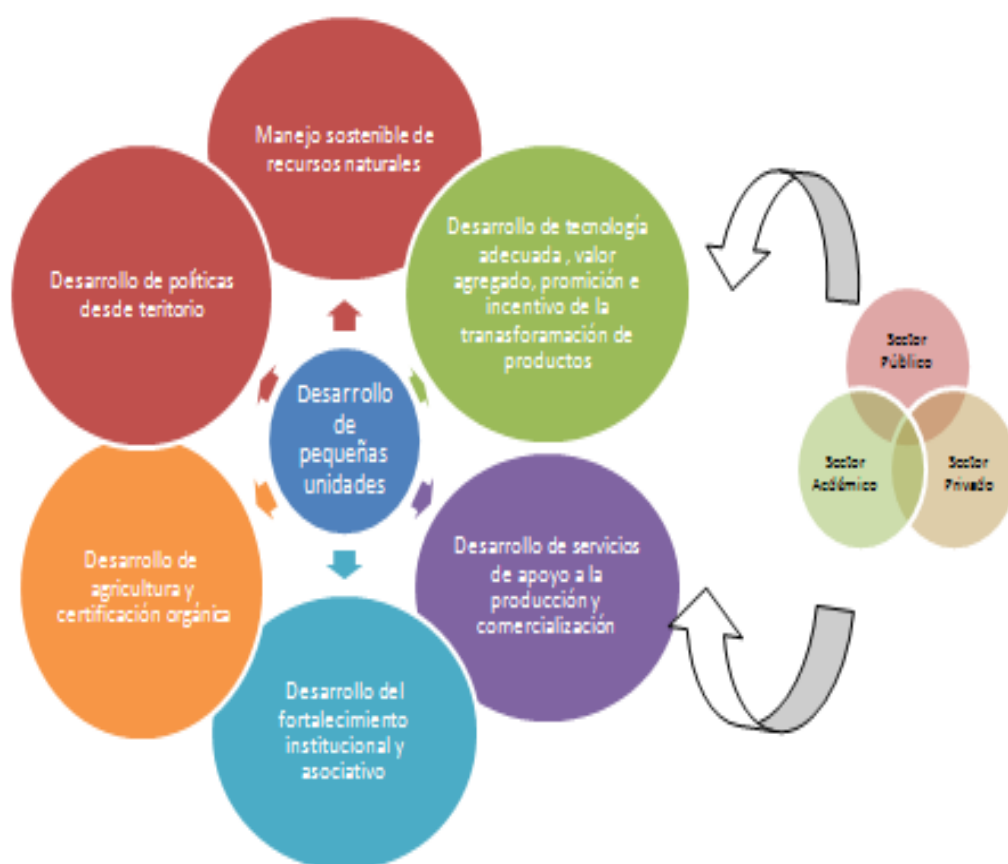 Manejo sostenible de
recursos naturales
Desarrollo de tecnología
adecuada , valor
agregado, promición e
incentivo de la
tranasforamación de
productos
Desarrollo de políticas
desde teritorio
Desarrollo
de
pequeñas
unidades
Sector
Público
Sector
Acdémico
Sector
Privado
Desarrollo de servicios
de apoyo a la
producción y
comercialización
Desarrollo de
agricultura y
certificación orgánica
Desarrollo del
fortalecimiento
institucional y
asociativo